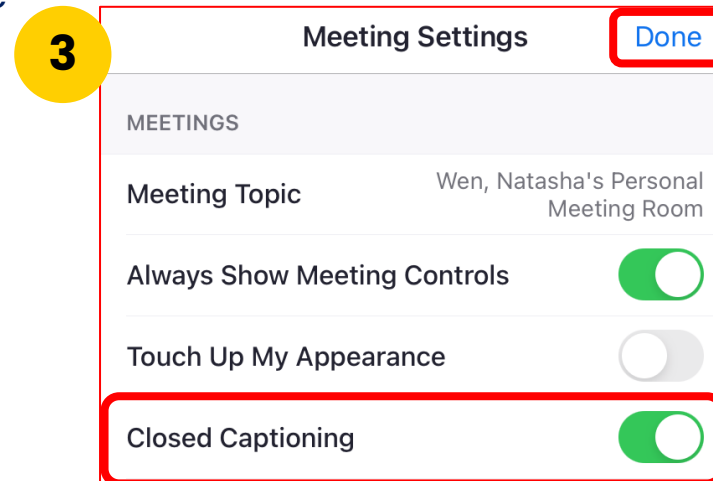 3
Meeting Settings
Done
MEETINGS
Meeting Topic
Wen, Natasha's Personal
Meeting Room
Always Show Meeting Controls
Touch Up My Appearance
Closed Captioning